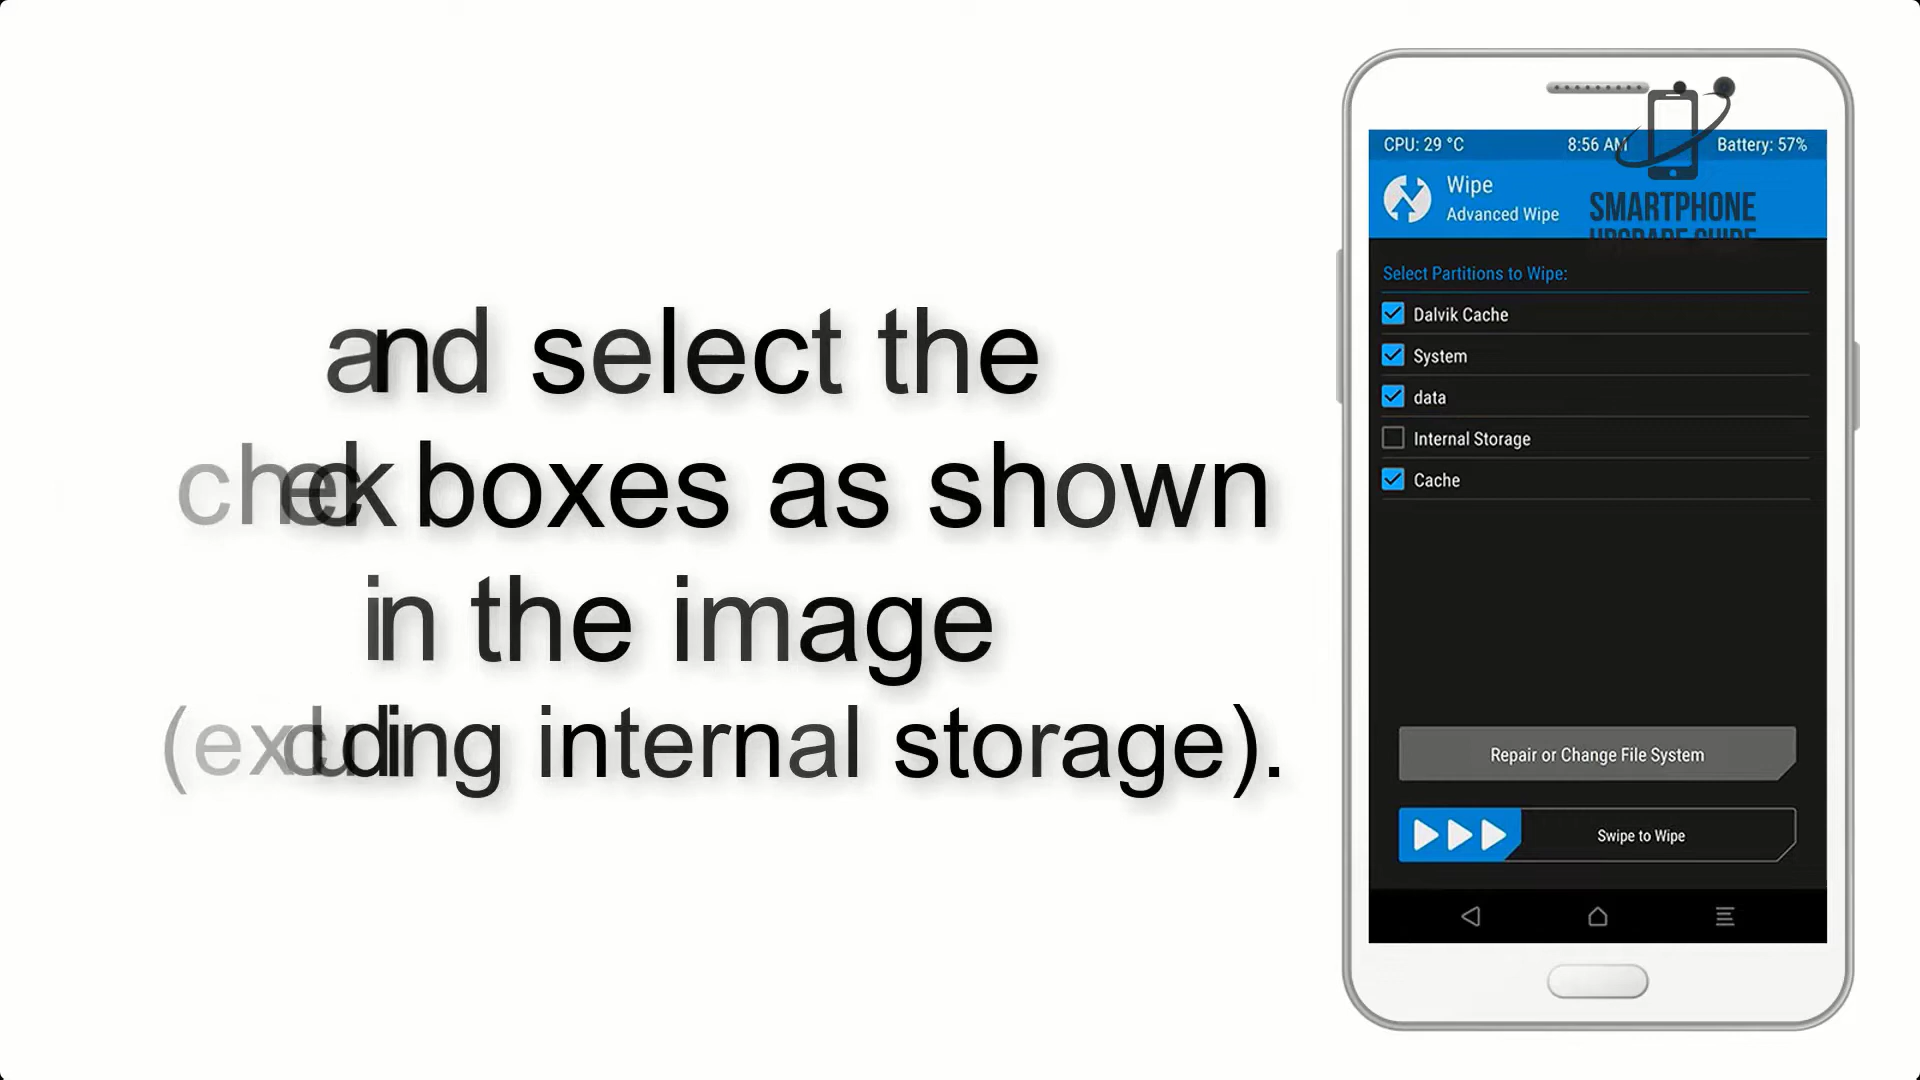 and select the
check boxes as shown
in the image
(excluding internal storage).
CPU: 29 °C 8:56 AM Battery: 57%
Wipe
Advanced Wipe
SMARTPHONE
UPGRADE GUIDE
Select Partitions to Wipe:
Dalvik Cache
System
data
Internal Storage
Cache
Repair or Change File System
Swipe to Wipe